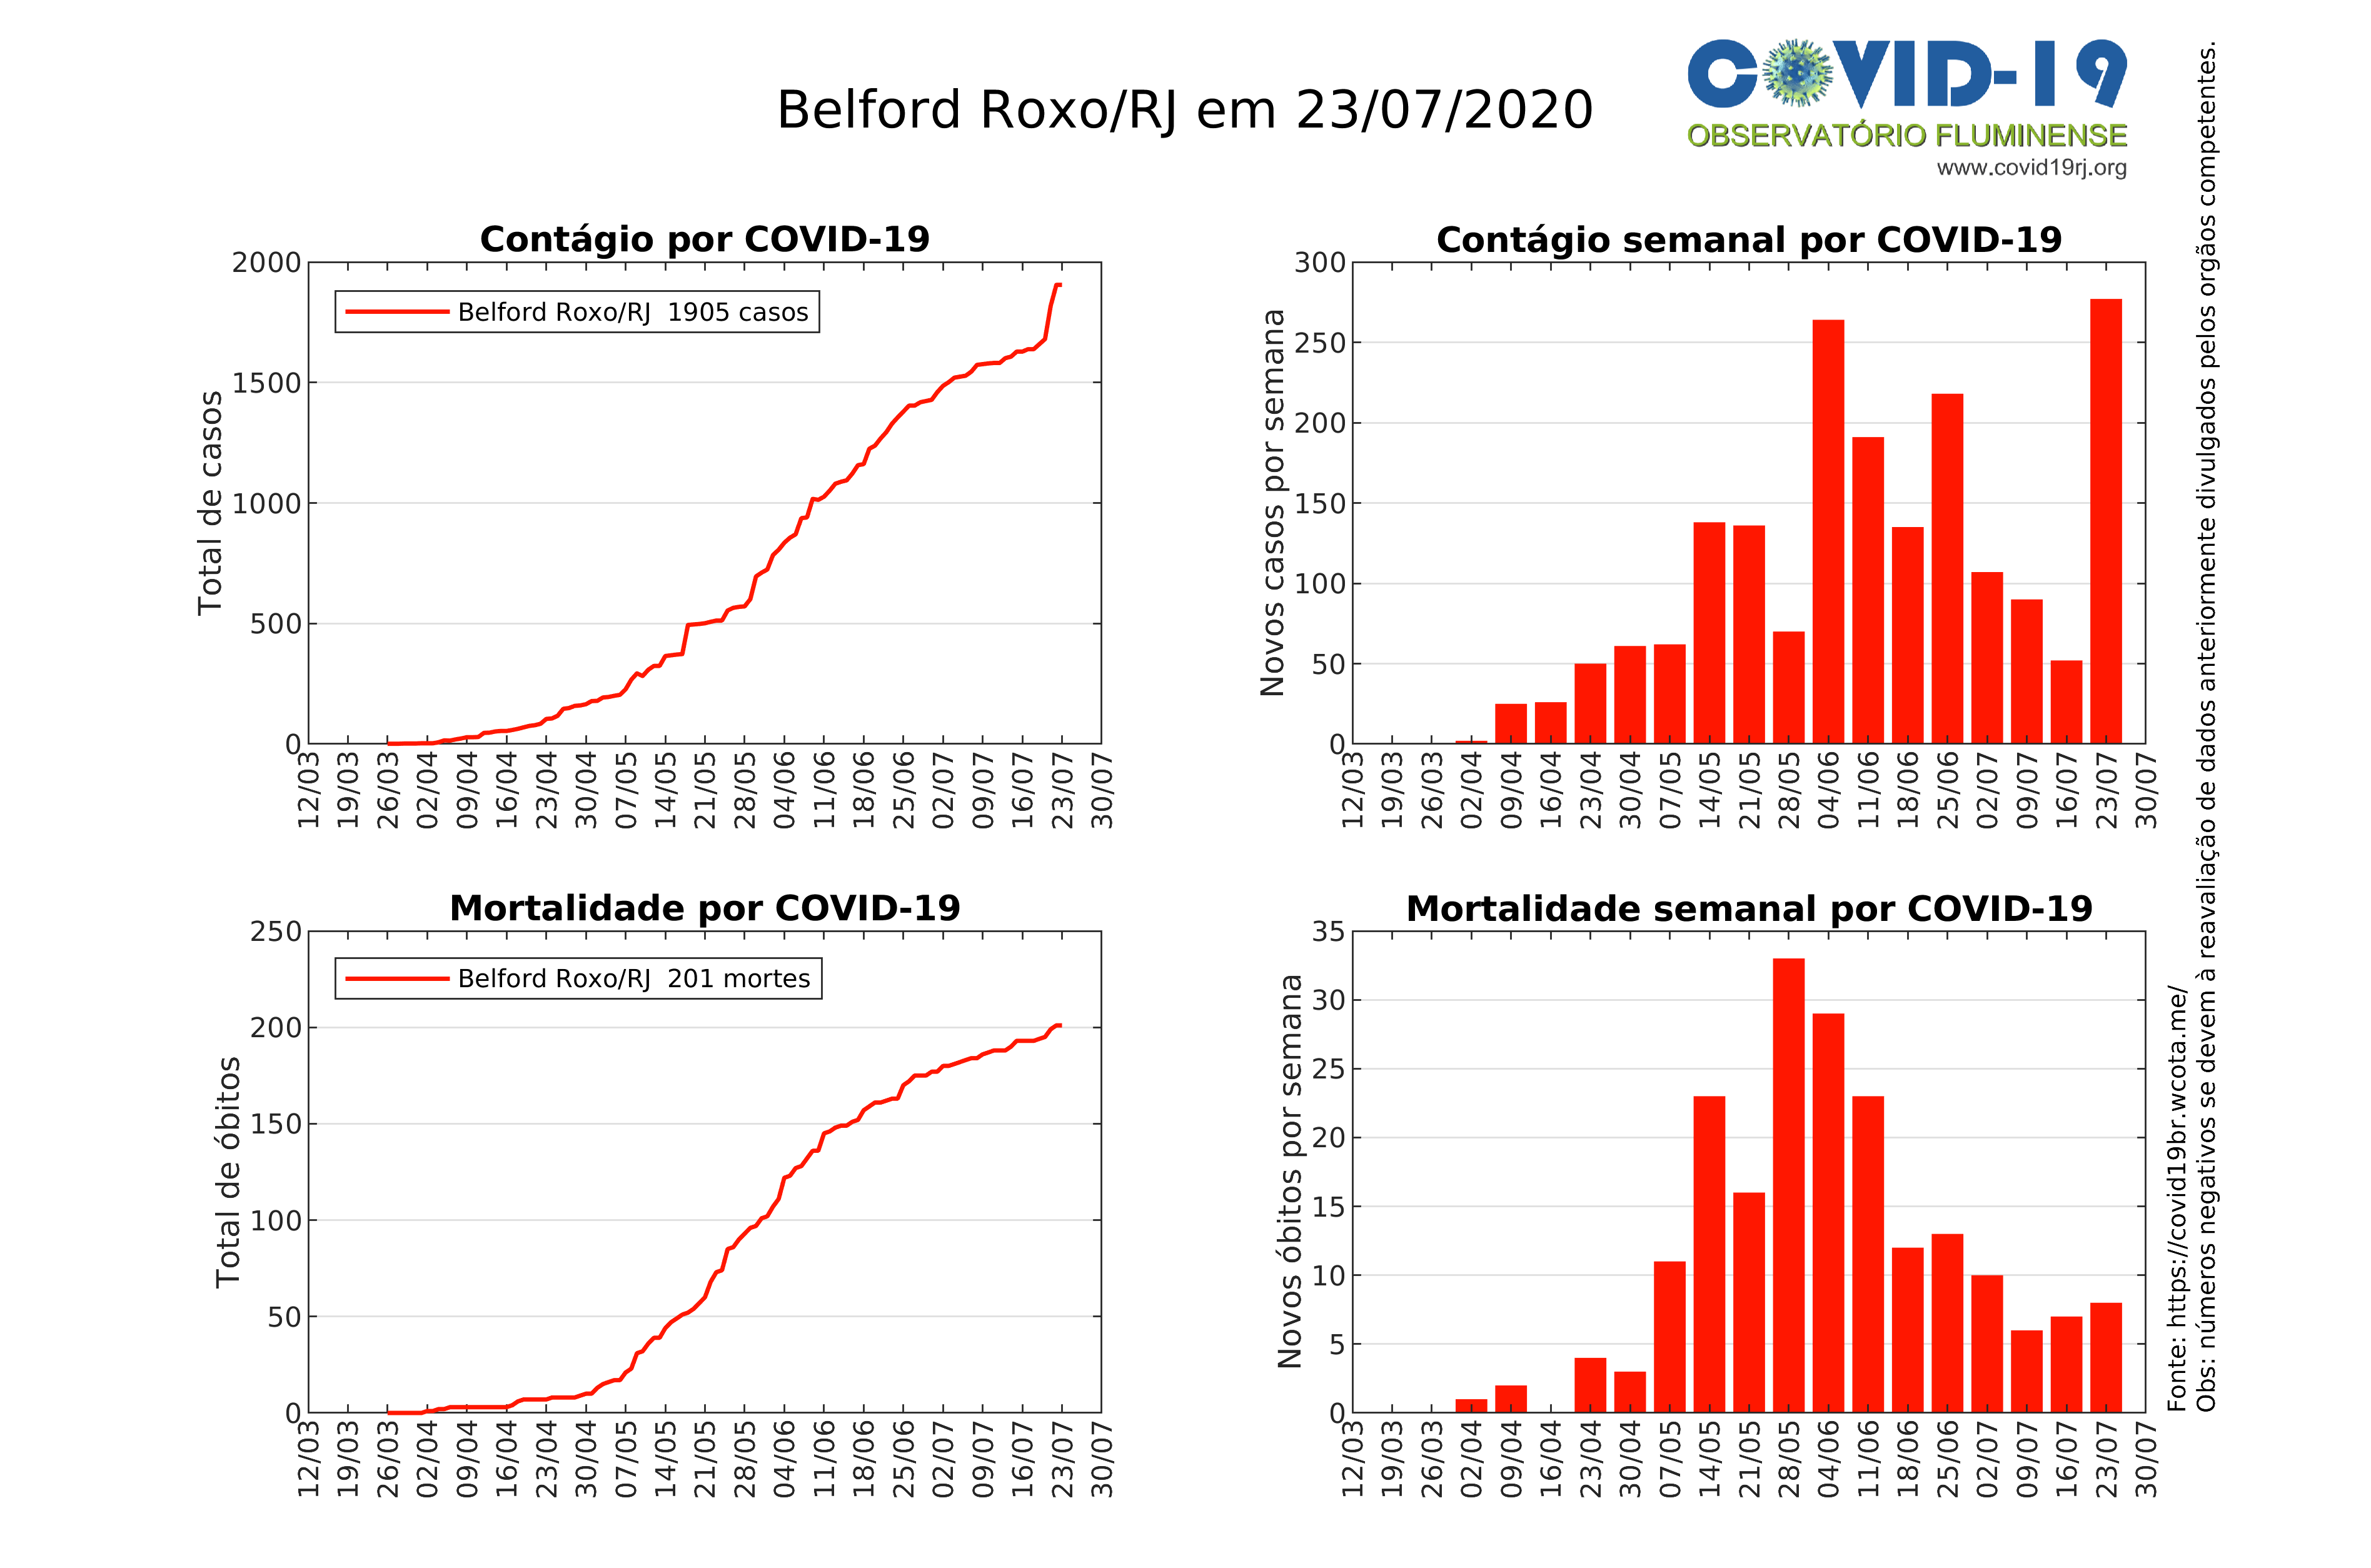 Belford Roxo/RJ em 23/07/2020
COVID-19
OBSERVATÓRIO FLUMINENSE
www.covid19rj.org
Contágio por COVID-19
Total de casos
2000
1500
1000
500
0
Belford Roxo/RJ 1905 casos
12/03 19/03 26/03 02/04 09/04 16/04 23/04 30/04 07/05 14/05 21/05 28/05 04/06 11/06 18/06 25/06 02/07 09/07 16/07 23/07 30/07
Contágio semanal por COVID-19
Novos casos por semana
300
250
200
150
100
50
0
12/03 19/03 26/03 02/04 09/04 16/04 23/04 30/04 07/05 14/05 21/05 28/05 04/06 11/06 18/06 25/06 02/07 09/07 16/07 23/07 30/07
Mortalidade por COVID-19
Total de óbitos
250
200
150
100
50
0
Belford Roxo/RJ 201 mortes
12/03 19/03 26/03 02/04 09/04 16/04 23/04 30/04 07/05 14/05 21/05 28/05 04/06 11/06 18/06 25/06 02/07 09/07 16/07 23/07 30/07
Mortalidade semanal por COVID-19
Novos óbitos por semana
35
30
25
20
15
10
5
0
12/03 19/03 26/03 02/04 09/04 16/04 23/04 30/04 07/05 14/05 21/05 28/05 04/06 11/06 18/06 25/06 02/07 09/07 16/07 23/07 30/07
Fonte: https://covid19br.wcota.me/
Obs: números negativos se devem à reavaliação de dados anteriormente divulgados pelos orgãos competentes.